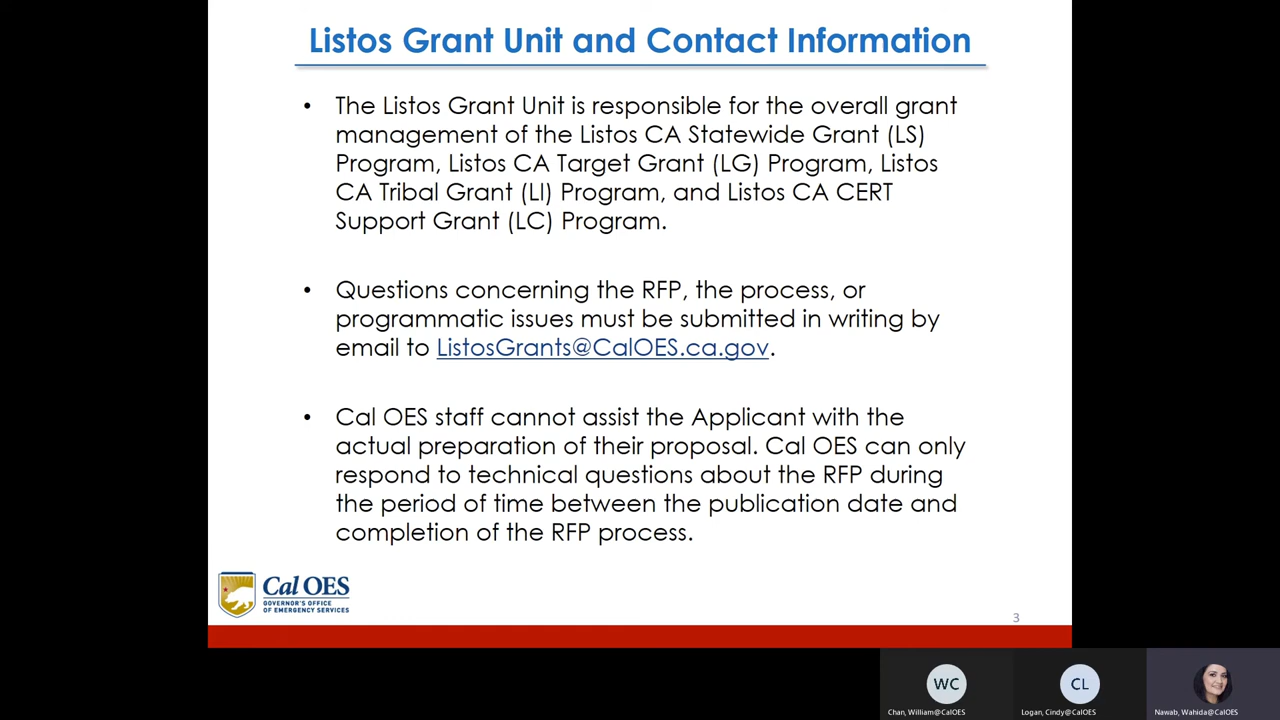 Listos Grant Unit and Contact Information
• The Listos Grant Unit is responsible for the overall grant
management of the Listos CA Statewide Grant (LS)
Program, Listos CA Target Grant (LG) Program, Listos
CA Tribal Grant (LI) Program, and Listos CA CERT
Support Grant (LC) Program.
• Questions concerning the RFP, the process, or
programmatic issues must be submitted in writing by
email to ListosGrants@CalOES.ca.gov.
• Cal OES staff cannot assist the Applicant with the
actual preparation of their proposal. Cal OES can only
respond to technical questions about the RFP during
the period of time between the publication date and
completion of the RFP process.
Cal OES
GOVERNOR'S OFFICE
OF EMERGENCY SERVICES
3
WC
CL
Chan, William@CalOES
Logan, Cindy@CalOES
Nawab, Wahida@CalOES